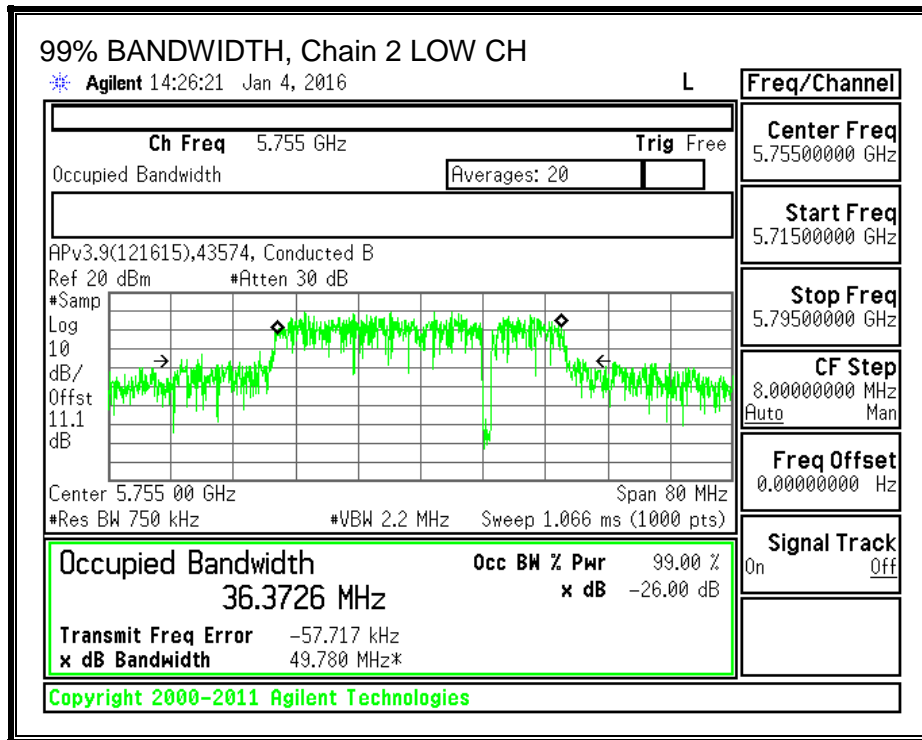 99% BANDWIDTH, Chain 2 LOW CH
Agilent 14:26:21 Jan 4, 2016 L
Freq/Channel
Ch Freq 5.755 GHz Trig Free
Occupied Bandwidth Averages: 20
APv3.9(121615),43574, Conducted B
Ref 20 dBm #Atten 30 dB
#Samp
Log
10
dB/
Offst
11.1
dB
Center 5.755 00 GHz Span 80 MHz
#Res BW 750 kHz #VBW 2.2 MHz Sweep 1.066 ms (1000 pts)
Occupied Bandwidth
36.3726 MHz
Occ BW % Pwr 99.00 %
x dB -26.00 dB
Transmit Freq Error -57.717 kHz
x dB Bandwidth 49.780 MHz*
Center Freq
5.75500000 GHz
Start Freq
5.71500000 GHz
Stop Freq
5.79500000 GHz
CF Step
8.00000000 MHz
Auto Man
Freq Offset
0.00000000 Hz
Signal Track
On Off
Copyright 2000-2011 Agilent Technologies